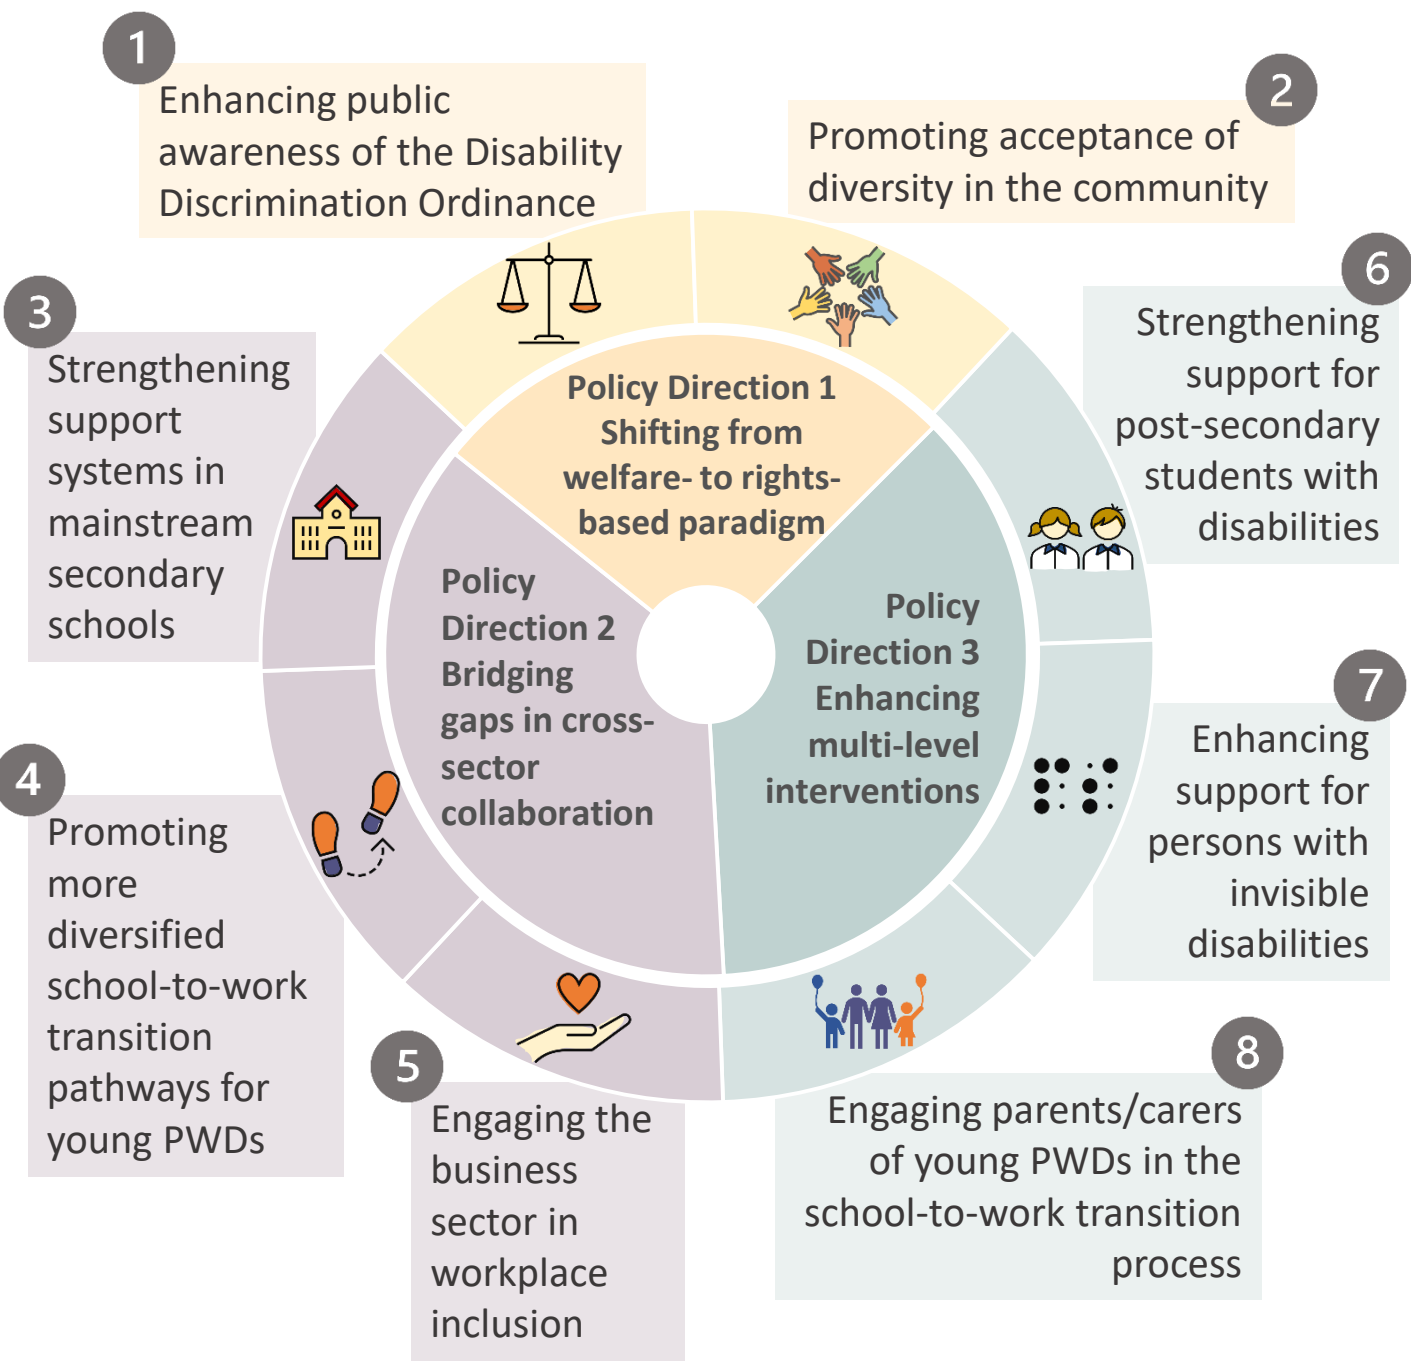 1
Enhancing public
awareness of the Disability
Discrimination Ordinance
2
Promoting acceptance of
diversity in the community
3
Strengthening
support
systems in
mainstream
secondary
schools
4
Promoting
more
diversified
school-to-work
transition
pathways for
young PWDs
5
Engaging the
business
sector in
workplace
inclusion
6
Strengthening
support for
post-secondary
students with
disabilities
7
Enhancing
support for
persons with
invisible
disabilities
8
Engaging parents/carers
of young PWDs in the
school-to-work transition
process
Policy Direction 1
Shifting from
welfare- to rights-
based paradigm
Policy
Direction 2
Bridging
gaps in cross-
sector
collaboration
Policy
Direction 3
Enhancing
multi-level
interventions